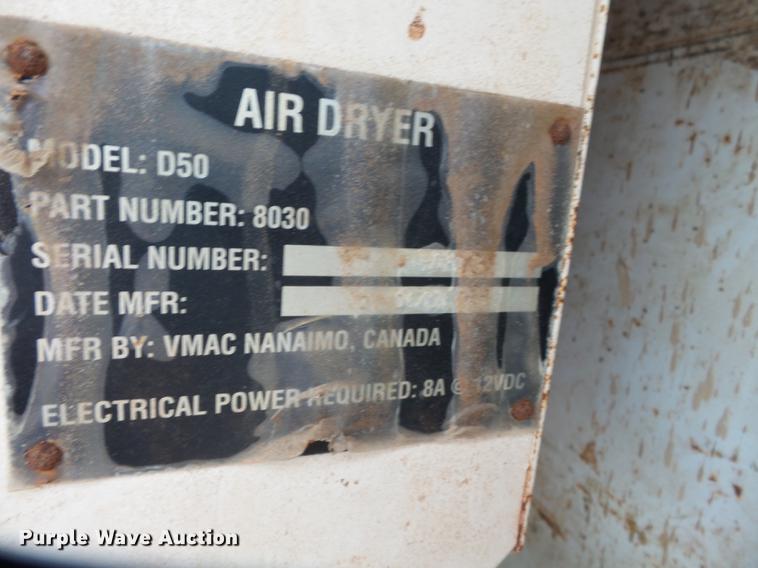 AIR DRYER
MODEL: D50
PART NUMBER: 8030
SERIAL NUMBER:
DATE MFR:
MFR BY: VMAC NANAIMO, CANADA
ELECTRICAL POWER REQUIRED: 8A @ 12VDC
Purple Wave Auction